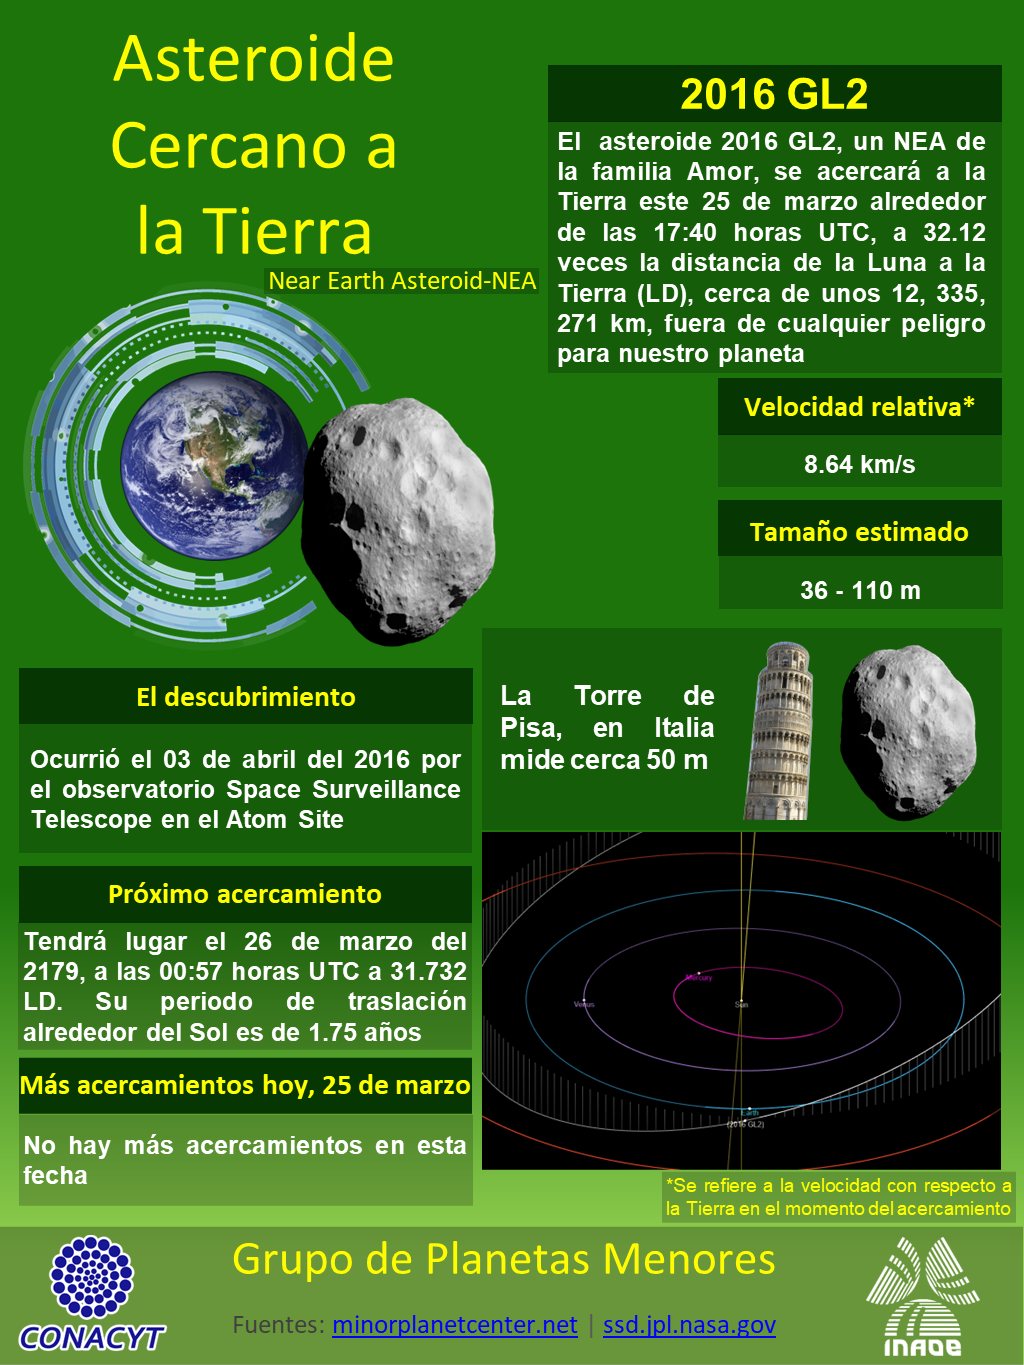 Asteroide
Cercano a
la Tierra
Near Earth Asteroid-NEA
2016 GL2
El asteroide 2016 GL2, un NEA de
la familia Amor, se acercará a la
Tierra este 25 de marzo alrededor
de las 17:40 horas UTC, a 32.12
veces la distancia de la Luna a la
Tierra (LD), cerca de unos 12, 335,
271 km, fuera de cualquier peligro
para nuestro planeta
Velocidad relativa*
8.64 km/s
Tamaño estimado
36 - 110 m
La Torre de
Pisa, en Italia
mide cerca 50 m
El descubrimiento
Ocurrió el 03 de abril del 2016 por
el observatorio Space Surveillance
Telescope en el Atom Site
Próximo acercamiento
Tendrá lugar el 26 de marzo del
2179, a las 00:57 horas UTC a 31.732
LD. Su periodo de traslación
alrededor del Sol es de 1.75 años
Más acercamientos hoy, 25 de marzo
No hay más acercamientos en esta
fecha
Mercury
Venus
Sun
Earth
(2016 GL2)
*Se refiere a la velocidad con respecto a
la Tierra en el momento del acercamiento
Grupo de Planetas Menores
Fuentes: minorplanetcenter.net | ssd.jpl.nasa.gov
CONACYT
INAOE